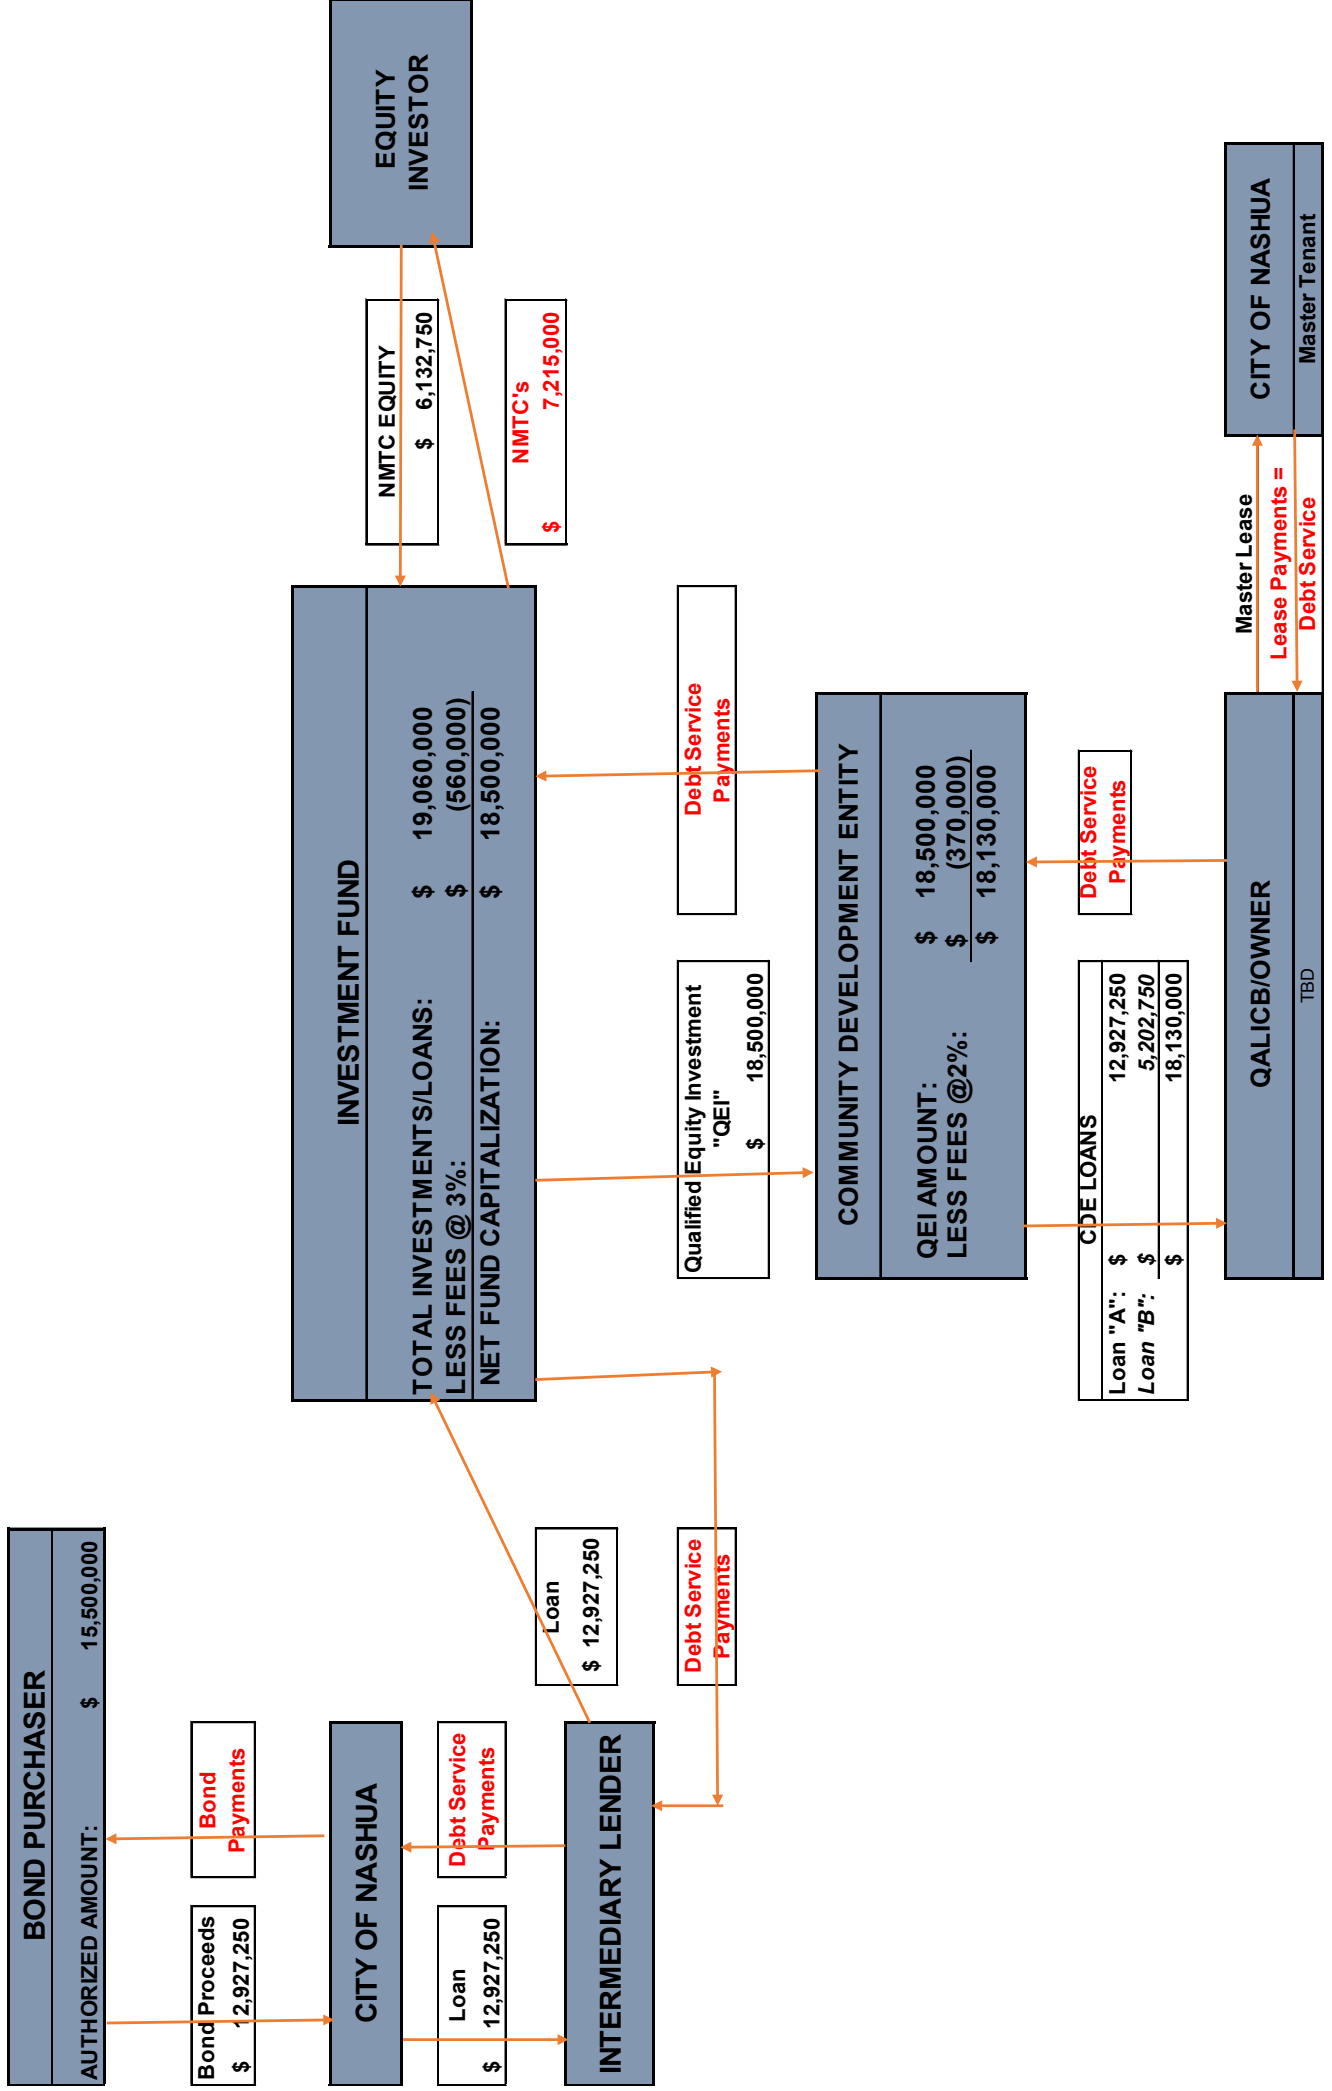 BOND PURCHASER
AUTHORIZED AMOUNT: $ 15,500,000
Bond Proceeds
$ 12,927,250
Bond
Payments
CITY OF NASHUA
Loan
$ 12,927,250
Debt Service
Payments
INTERMEDIARY LENDER
Loan
$ 12,927,250
Debt Service
Payments
INVESTMENT FUND
TOTAL INVESTMENTS/LOANS: $ 19,060,000
LESS FEES @ 3%: $ (560,000)
NET FUND CAPITALIZATION: $ 18,500,000
NMTC EQUITY
$ 6,132,750
NMTC's
$ 7,215,000
EQUITY
INVESTOR
Qualified Equity Investment
"QEI"
$ 18,500,000
Debt Service
Payments
COMMUNITY DEVELOPMENT ENTITY
QEI AMOUNT: $ 18,500,000
LESS FEES @2%: $ (370,000)
$ 18,130,000
CDE LOANS
Loan "A": $ 12,927,250
Loan "B": $ 5,202,750
$ 18,130,000
Debt Service
Payments
QALICB/OWNER
TBD
Master Lease
Lease Payments =
Debt Service
CITY OF NASHUA
Master Tenant